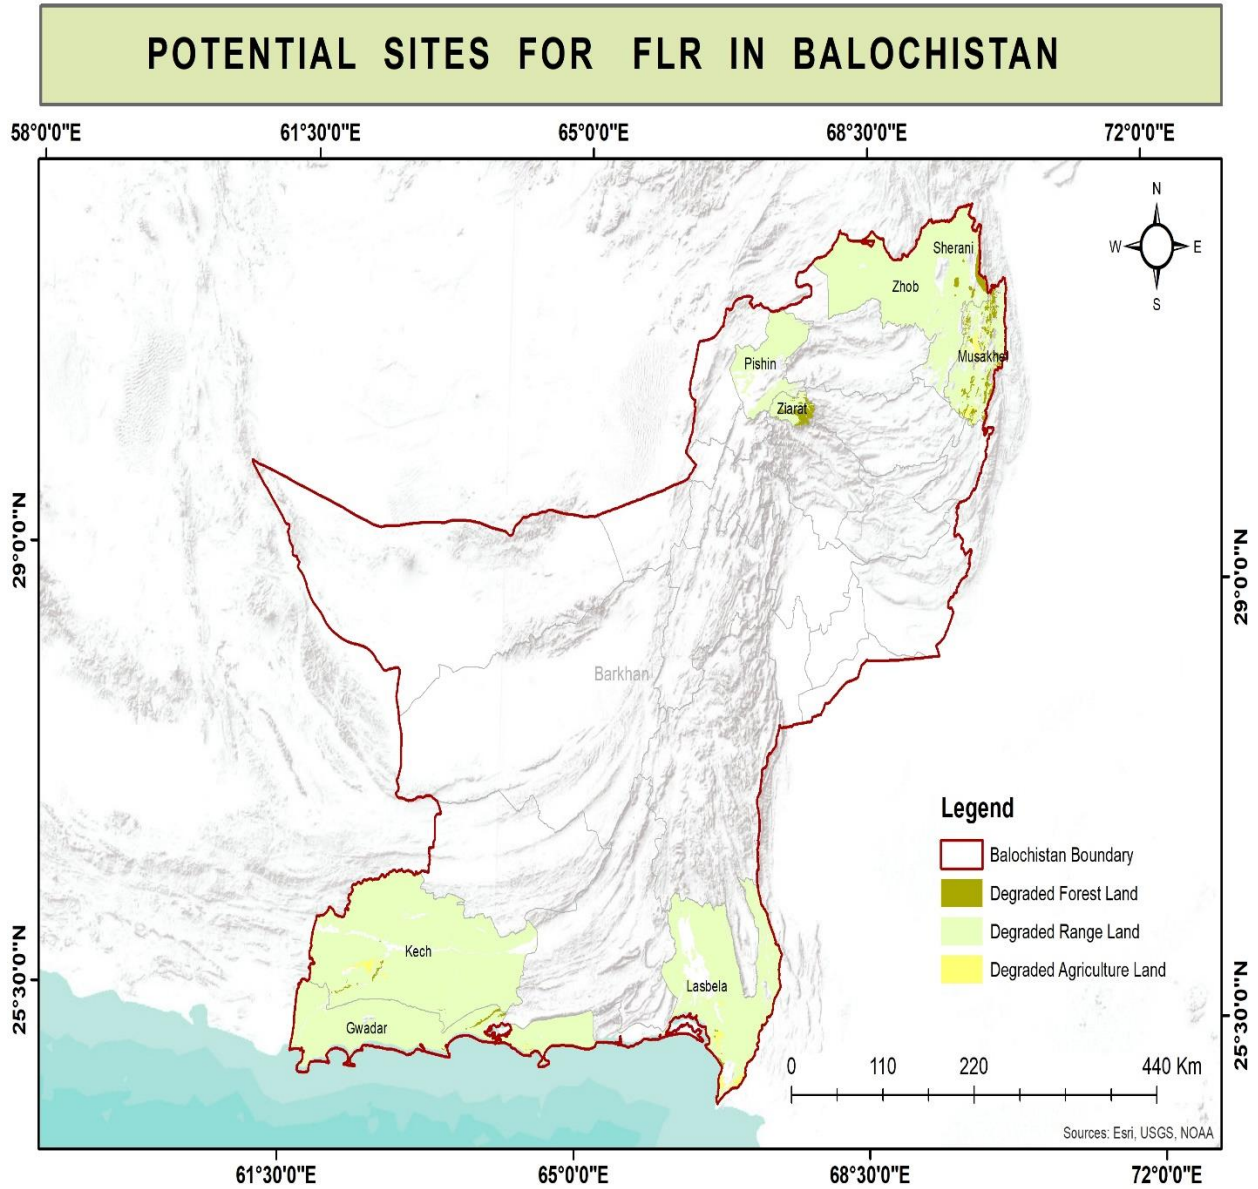 POTENTIAL SITES FOR FLR IN BALOCHISTAN
58°0'0"E 61°30'0"E 65°0'0"E 68°30'0"E 72°0'0"E
N
W E
S
Sherani
Zhob
Musakhe
Pishin
Ziarat
29°0'0"N
29°0'0"N
Barkhan
Legend
Balochistan Boundary
Degraded Forest Land
Degraded Range Land
Degraded Agriculture Land
Kech
Lasbela
Gwadar
25°30'0"N
25°30'0"N
0 110 220 440 Km
Sources: Esri, USGS, NOAA
61°30'0"E 65°0'0"E 68°30'0"E 72°0'0"E